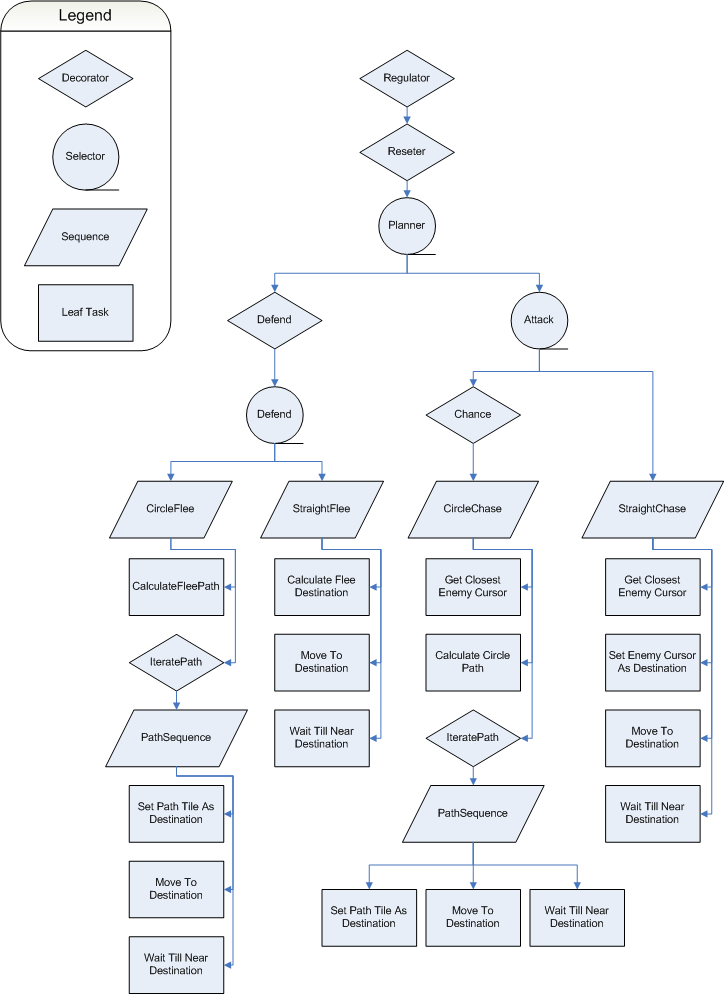 Legend
Decorator
Selector
Sequence
Leaf Task
Regulator
Reseter
Planner
Defend
Attack
Defend
Chance
CircleFlee
StraightFlee
CircleChase
StraightChase
CalculateFleePath
Calculate Flee
Destination
Get Closest
Enemy Cursor
Get Closest
Enemy Cursor
IteratePath
Move To
Destination
Calculate Circle
Path
Set Enemy Cursor
As Destination
PathSequence
Wait Till Near
Destination
IteratePath
Move To
Destination
Set Path Tile As
Destination
PathSequence
Wait Till Near
Destination
Move To
Destination
Set Path Tile As
Destination
Move To
Destination
Wait Till Near
Destination
Wait Till Near
Destination